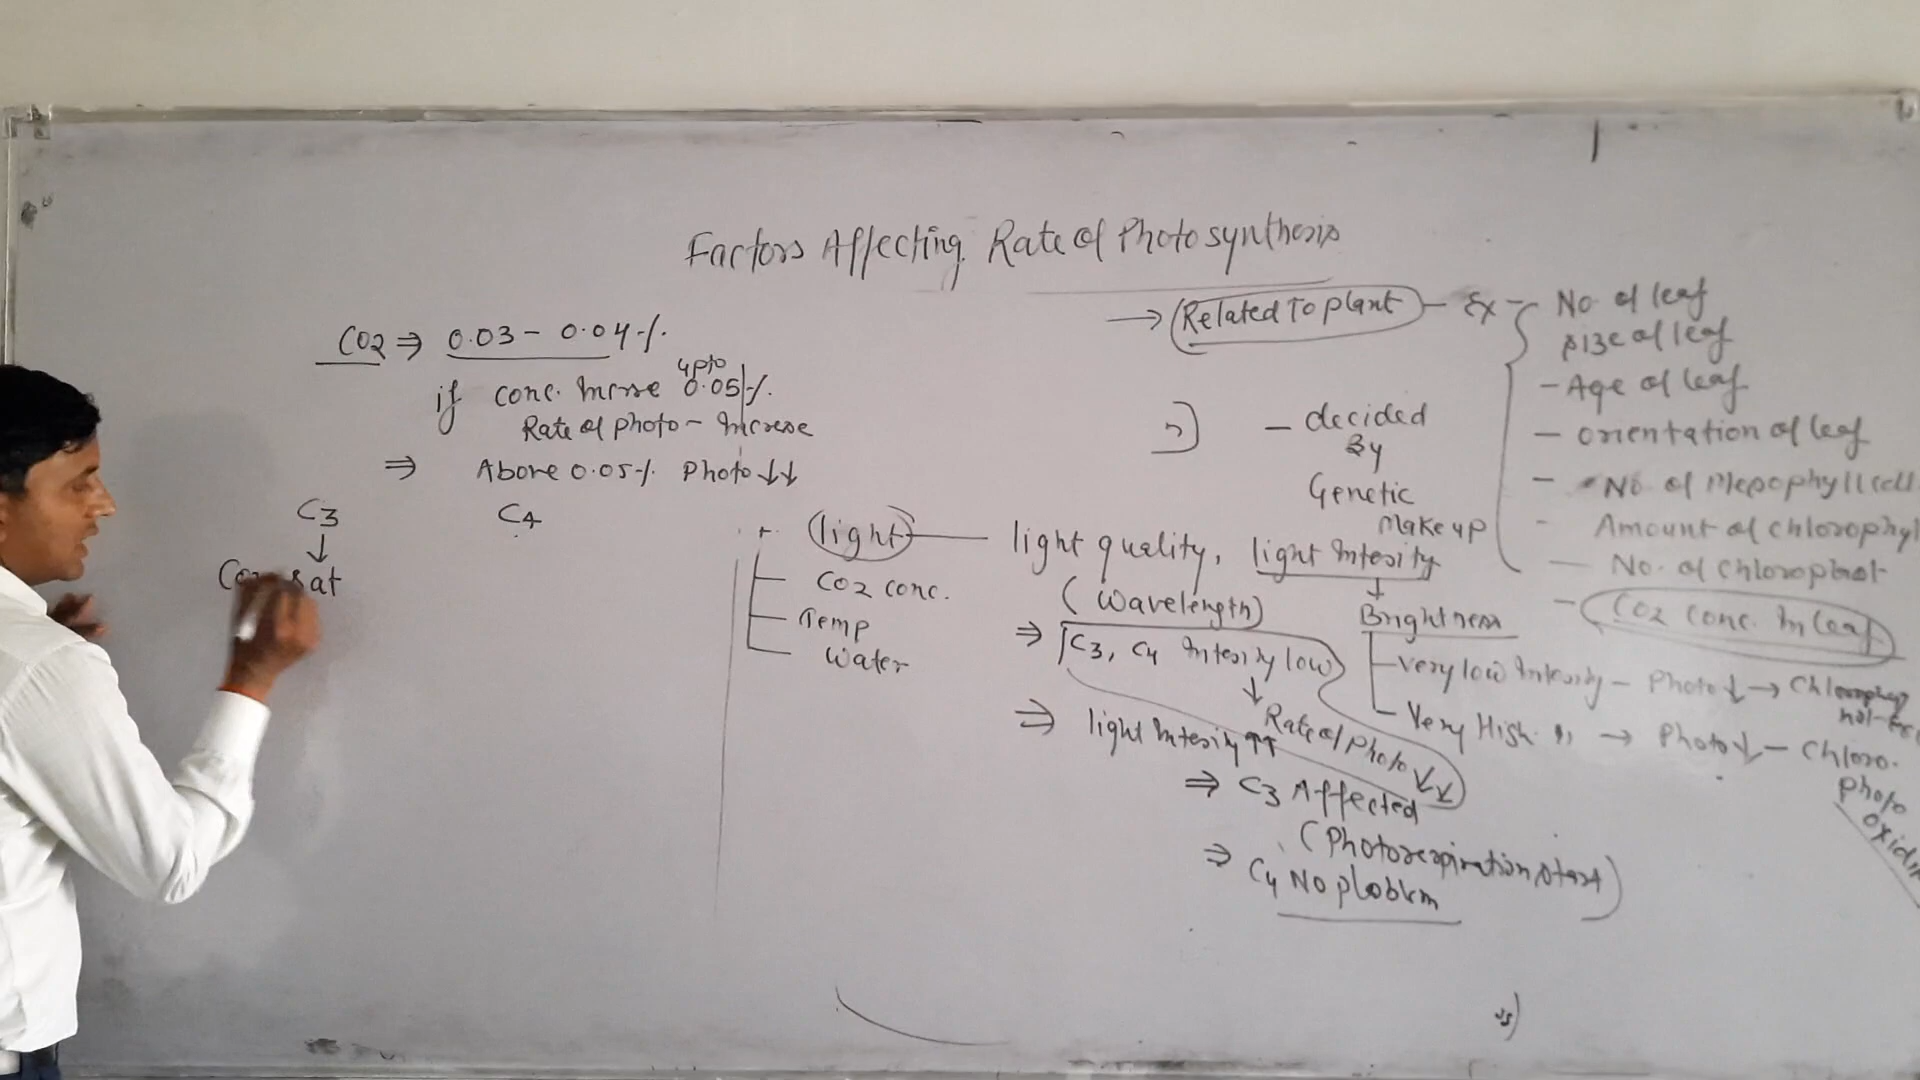 Factors Affecting Rate of Photosynthesis
CO2 ⇒ 0.03 - 0.04 %.
upto
if conc. Incrse 0.05 %.
Rate of photo - Increse
⇒ Above 0.05 % Photo ↓↓
C3 C4
↓
sat
light
CO2 conc.
Temp
Water
→ Related To plant - Ex -
No. of leaf
size of leaf
- Age of leaf
- orientation of leaf
- No. of Mesophyll cell
- Amount of chlorophyl
- No. of chloroplast
- CO2 conc. In leaf
- decided
By
Genetic
Make up
light quality, light Intesity
(Wavelength)
↓
Brightness
very low Intesity - Photo ↓ →
Very High " → Photo ↓ - Chloro.
photo
⇒ C3, C4 Intesity low
↓
Rate of Photo ↓↓
⇒ light Intesity ↑↑
⇒ C3 Affected
(Photorespiration start)
⇒ C4 No problem